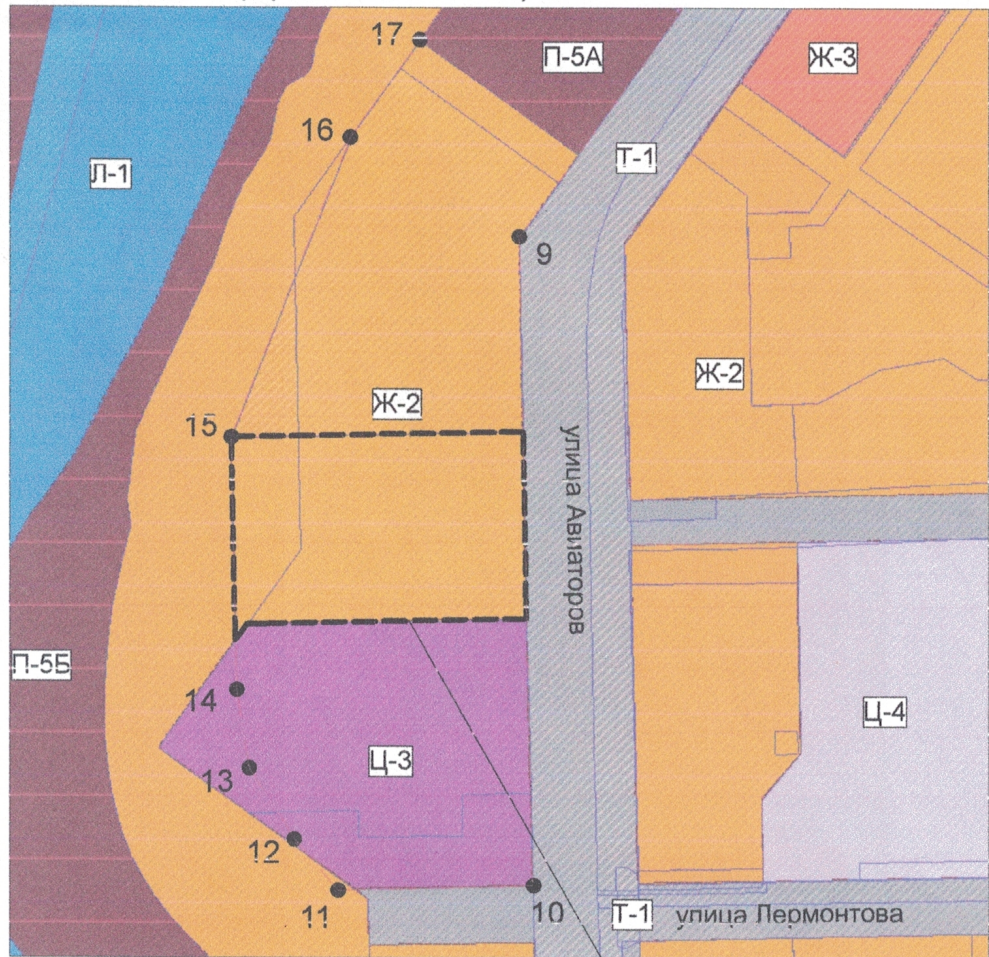 17
П-5А
Ж-3
16
Т-1
Л-1
9
Ж-2
Ж-2
15
улица Авиаторов
П-5Б
14
Ц-4
Ц-3
13
12
11
10
Т-1
улица Лермонтова